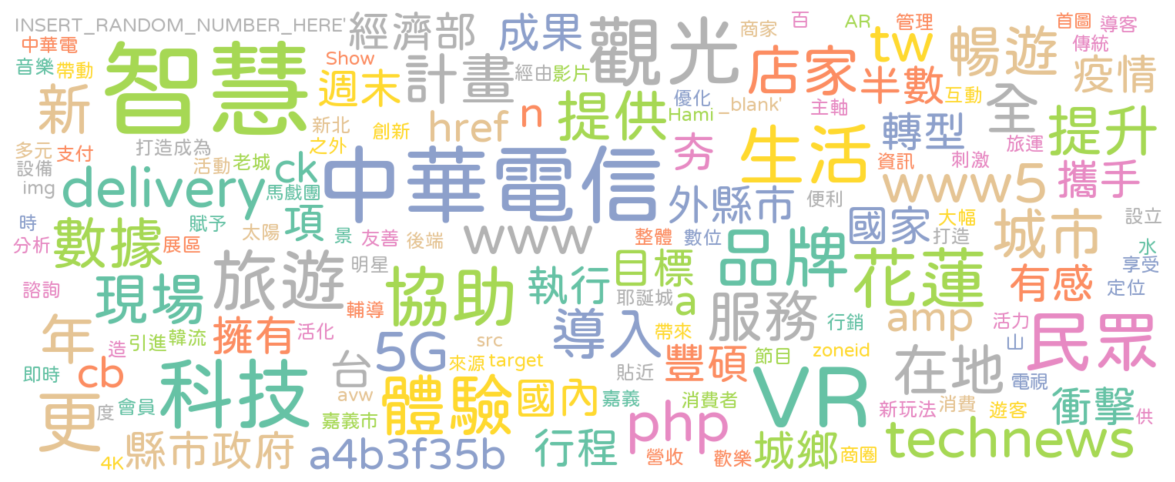 INSERT_RANDOM_NUMBER_HERE'
經濟部
成果
觀光
百
AR
管理
首圖
導客
中華電
智慧
Show
商家
tw
暢遊
傳統
音樂
帶動
週末
計畫
經由
影片
店家
半數
疫情
新
href
n
提供
優化
Hami
_blank'
主軸
互動
全
提升
新北
創新
之外
多元
支付
打造成為
夯
生活
轉型
旅運
設備
活動
老城
ck
中華電信
資訊
刺激
攜手
img
delivery
馬戲團
外縣市
便利
www5
時
賦予
項
www
國家
大幅
城市
設立
數據
分析
展區
太陽
景
友善
後端
整體
數位
打造
水
明星
目標
品牌
花蓮
享受
諮詢
現場
旅遊
協助
執行
耶誕城
a
服務
有感
定位
輔導
年
造
引進
韓流
擁有
活化
5G
src
導入
帶來
行銷
amp
活力
民眾
即時
cb
科技
台
來源
target
豐碩
節目
zoneid
在地
山
更
度
會員
avw
體驗
國內
貼近
嘉義
消費者
VR
電視
衝擊
嘉義市
php
新玩法
消費
遊客
供
4K
縣市政府
a4b3f35b
行程
營收
歡樂
城鄉
商圈
technews